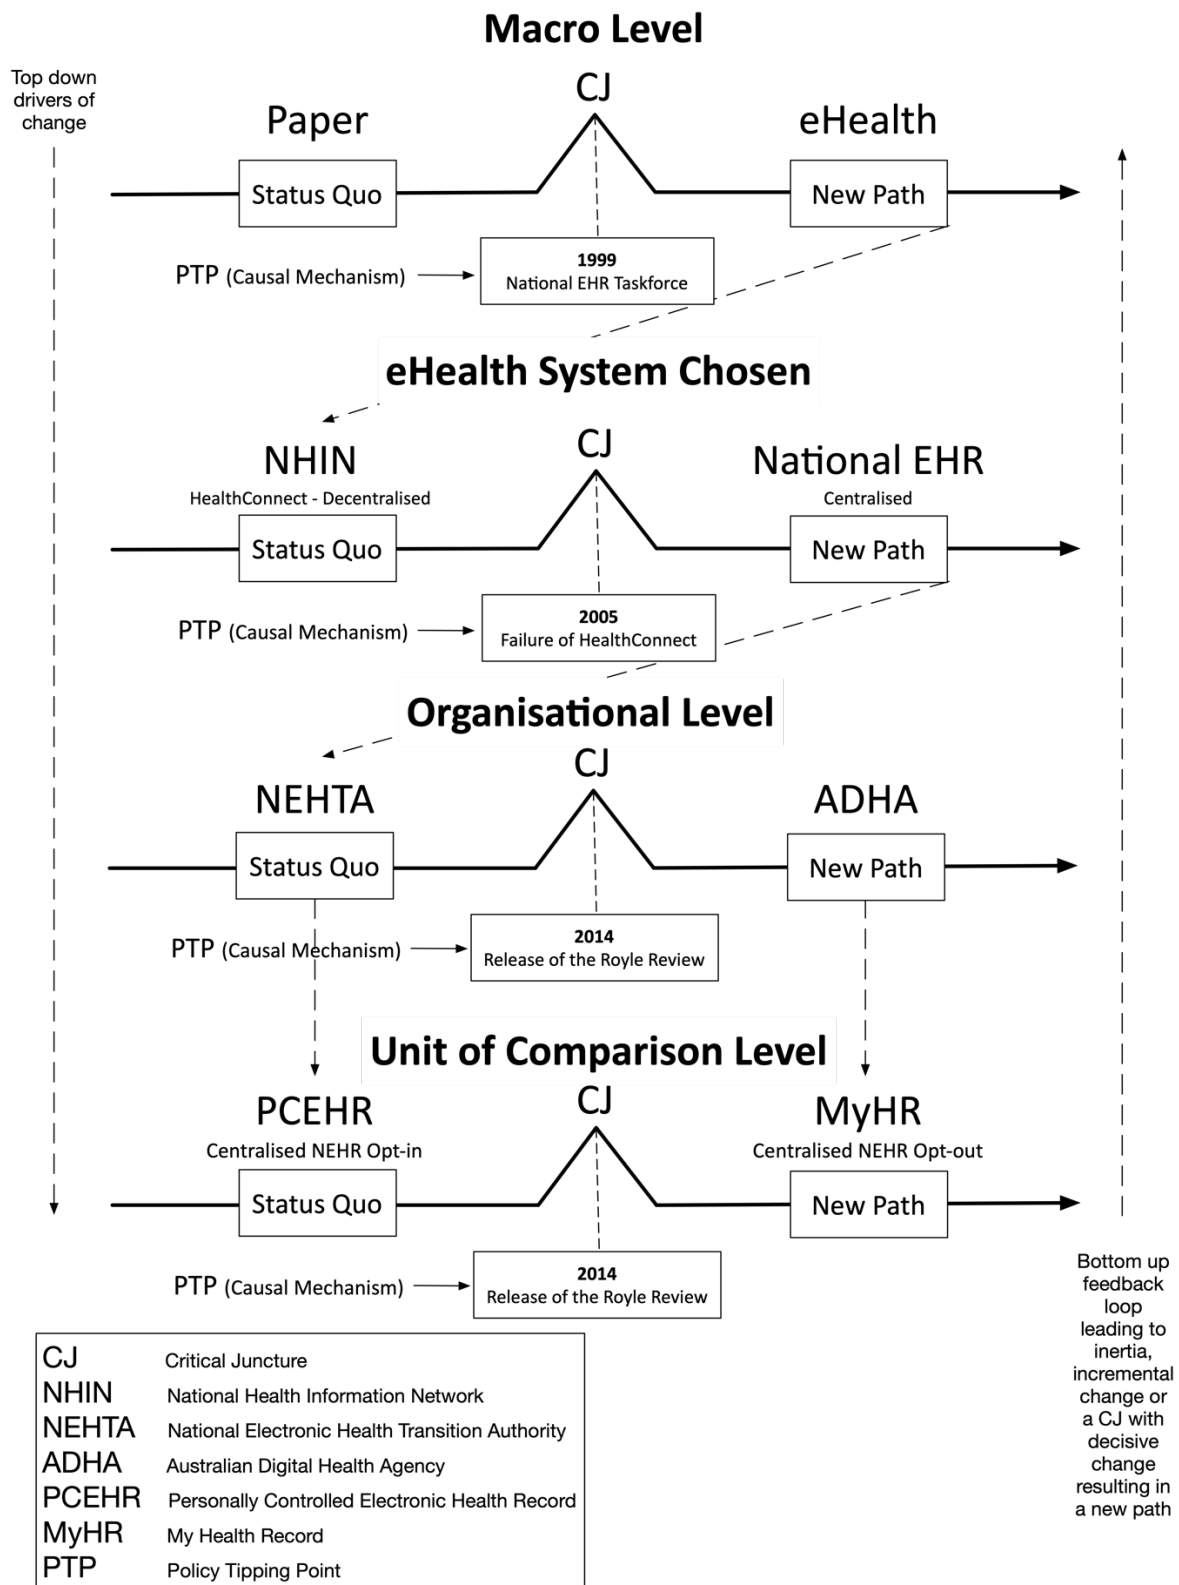 Macro Level
Top down
drivers of
change
CJ
Paper
eHealth
Status Quo
New Path
PTP (Causal Mechanism)
1999
National EHR Taskforce
eHealth System Chosen
CJ
NHIN
National EHR
HealthConnect - Decentralised
Centralised
Status Quo
New Path
PTP (Causal Mechanism)
2005
Failure of HealthConnect
Organisational Level
CJ
NEHTA
ADHA
Status Quo
New Path
PTP (Causal Mechanism)
2014
Release of the Royle Review
Unit of Comparison Level
CJ
PCEHR
MyHR
Centralised NEHR Opt-in
Centralised NEHR Opt-out
Status Quo
New Path
PTP (Causal Mechanism)
2014
Release of the Royle Review
Bottom up
feedback
loop
leading to
inertia,
incremental
change or
a CJ with
decisive
change
resulting in
a new path
CJ Critical Juncture
NHIN National Health Information Network
NEHTA National Electronic Health Transition Authority
ADHA Australian Digital Health Agency
PCEHR Personally Controlled Electronic Health Record
MyHR My Health Record
PTP Policy Tipping Point